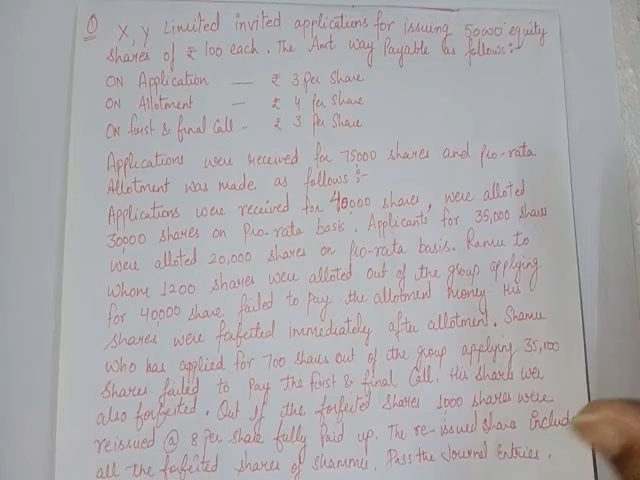 ① X, Y Limited invited applications for issuing 50000 equity
shares of ₹ 100 each. The Amt way Payable as follows:-
ON Application — ₹ 3 per Share
ON Allotment — ₹ 4 per Share
ON first & final Call .. ₹ 3 per Share
Applications were received for 75000 shares and pro-rata
Allotment was made as follows:-
Applications were received for 40000 shares, were alloted
30000 shares on Pro-rata basis. Applicants for 35,000 shares
were alloted 20,000 shares on pro-rata basis. Ramu to
whom 1200 shares were alloted out of the group applying
for 40000 share failed to pay the allotment money. His
shares were forfeited immediately after allotment. Shamu
who has applied for 700 shares out of the group applying 35,000
shares failed to pay the first & final Call. His shares wer
also forfeited. Out of the forfeited shares 1000 shares were
reissued @ 8 per share fully paid up. The re-issued share include
all the forfeited shares of shammu. Pass the Journal Entries.